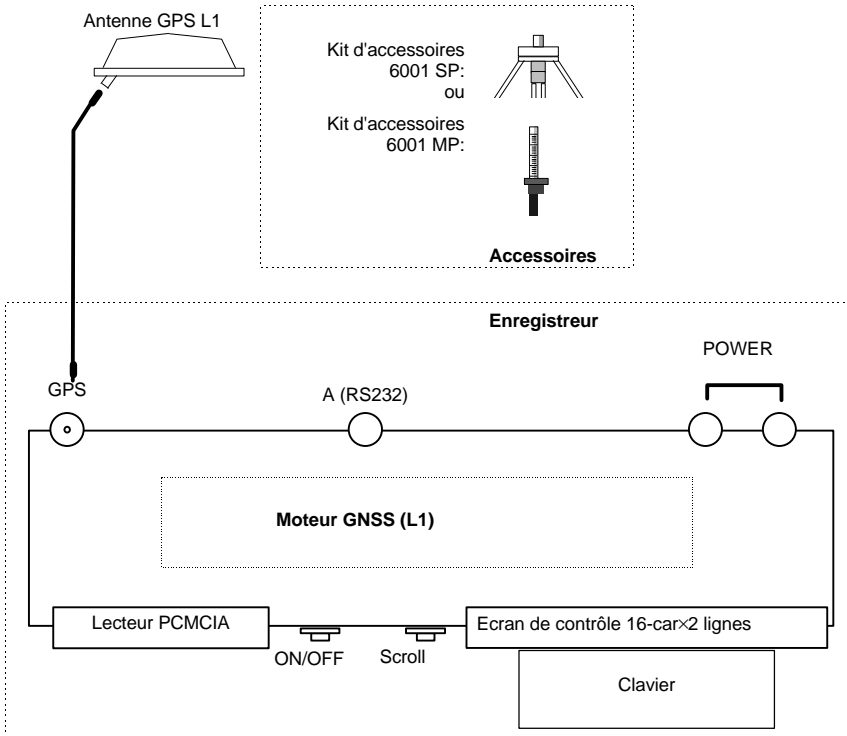 Antenne GPS L1
Kit d'accessoires
6001 SP:
ou
Kit d'accessoires
6001 MP:
Accessoires
Enregistreur
POWER
GPS
A (RS232)
Moteur GNSS (L1)
Lecteur PCMCIA
Ecran de contrôle 16-car×2 lignes
ON/OFF
Scroll
Clavier